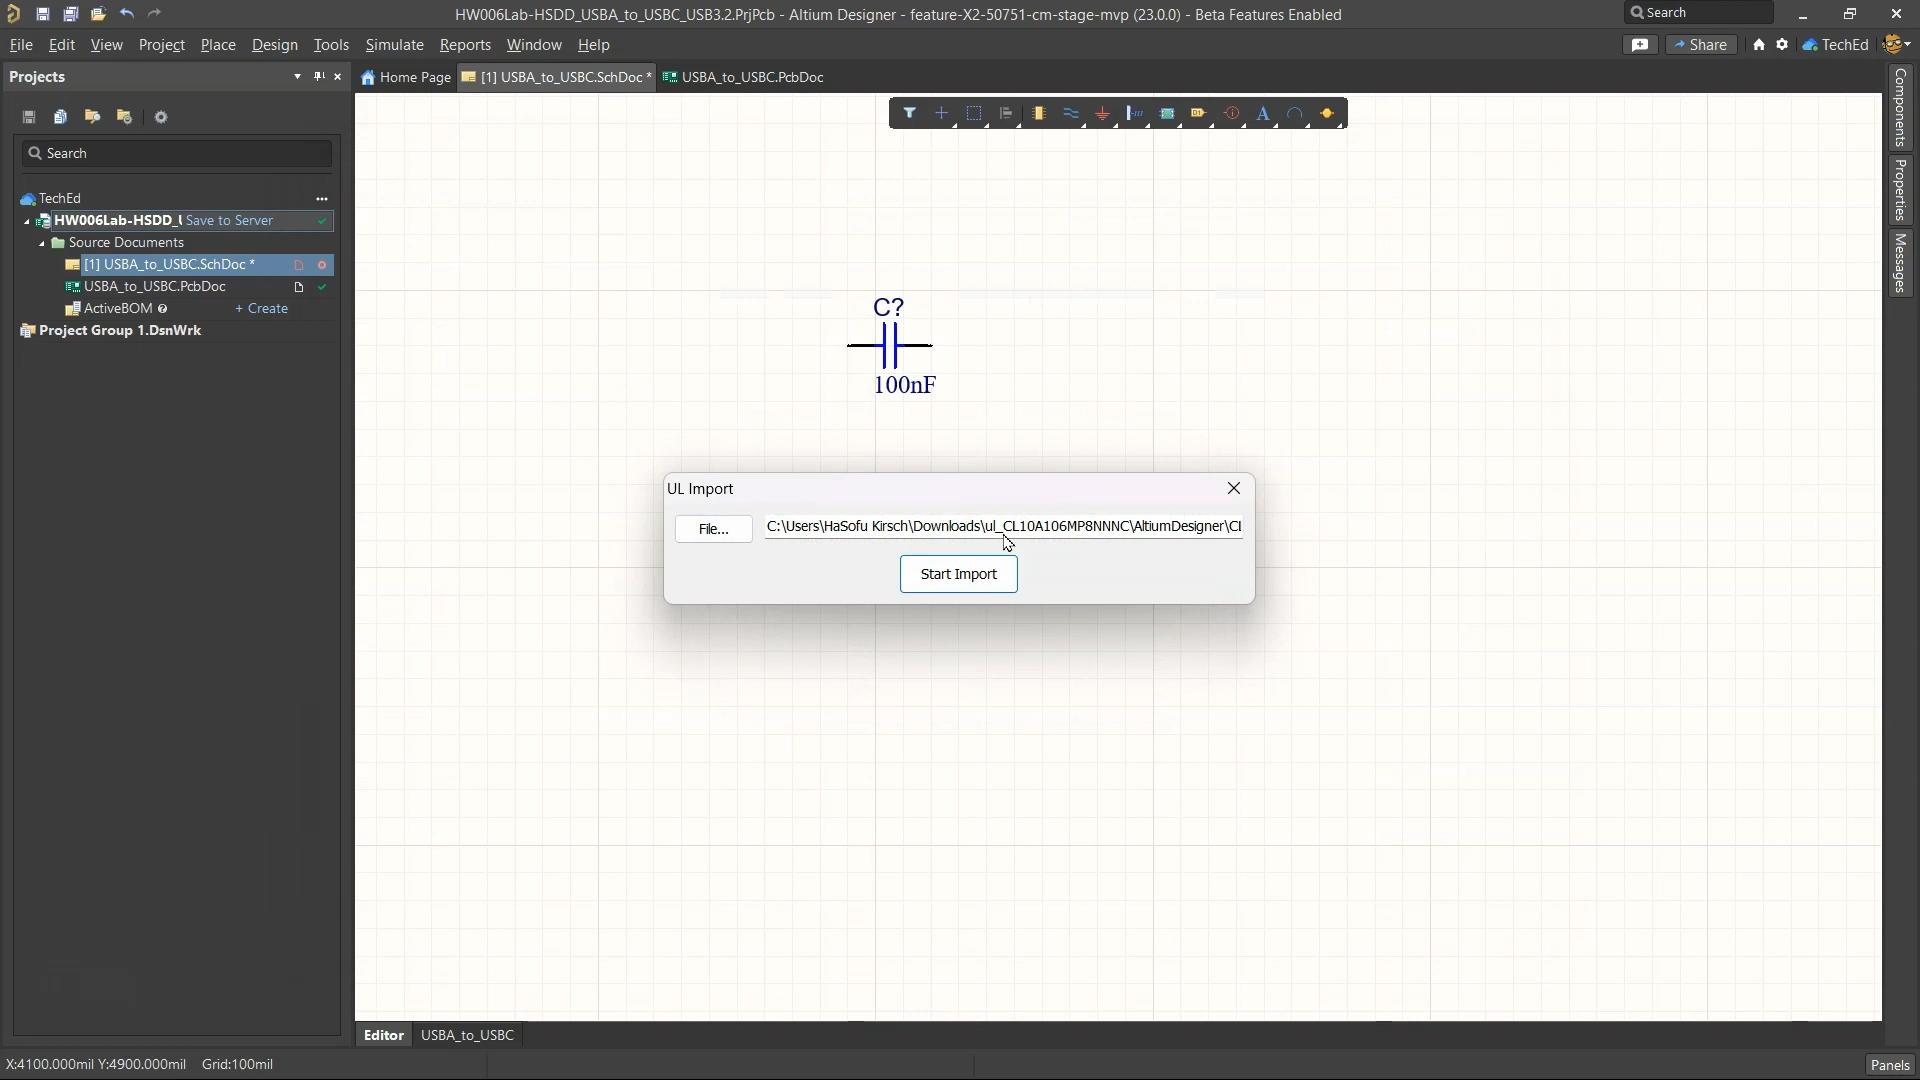 HW006Lab-HSDD_USBA_to_USBC_USB3.2.PrjPcb - Altium Designer - feature-X2-50751-cm-stage-mvp (23.0.0) - Beta Features Enabled
Search
File Edit View Project Place Design Tools Simulate Reports Window Help
Share
TechEd
Projects
Home Page
[1] USBA_to_USBC.SchDoc *
USBA_to_USBC.PcbDoc
Search
TechEd
HW006Lab-HSDD_U Save to Server
Source Documents
[1] USBA_to_USBC.SchDoc *
USBA_to_USBC.PcbDoc
ActiveBOM + Create
Project Group 1.DsnWrk
Components
Properties
Messages
C?
100nF
UL Import
File...
C:\Users\HaSofu Kirsch\Downloads\ul_CL10A106MP8NNNC\AltiumDesigner\CL
Start Import
Editor
USBA_to_USBC
X:4100.000mil Y:4900.000mil Grid:100mil
Panels